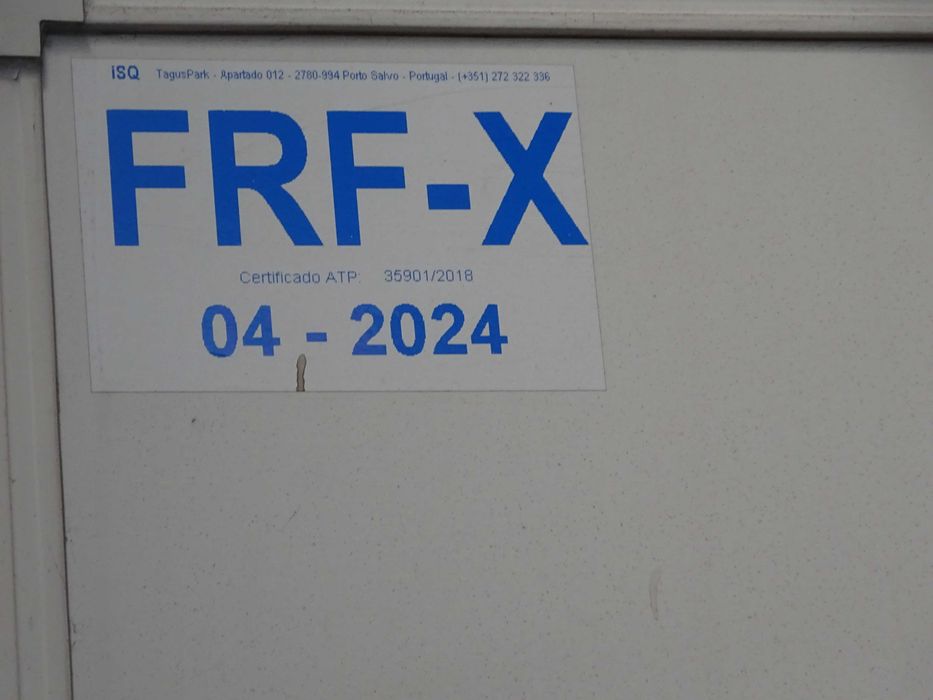 iSQ TagusPark - Apartado 012 - 2780-994 Porto Salvo - Portugal - (+351) 272 322 336
FRF-X
Certificado ATP: 35901/2018
04 - 2024